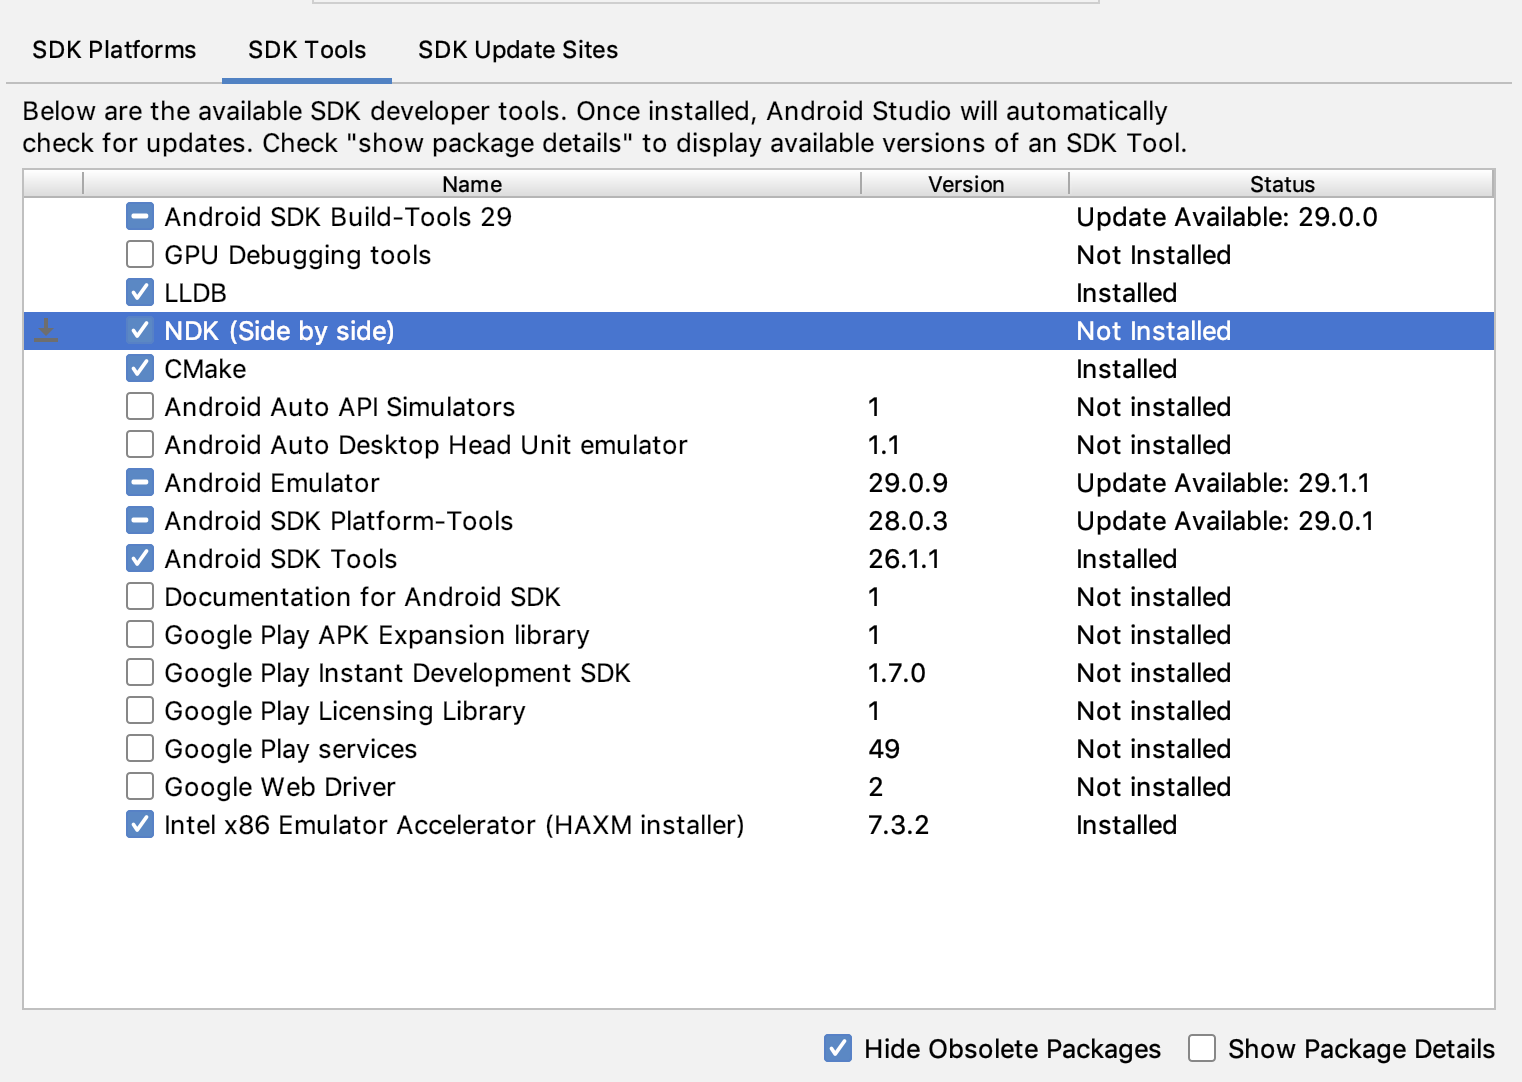 SDK Platforms SDK Tools SDK Update Sites
Below are the available SDK developer tools. Once installed, Android Studio will automatically
check for updates. Check "show package details" to display available versions of an SDK Tool.
Name Version Status
Android SDK Build-Tools 29 Update Available: 29.0.0
GPU Debugging tools Not Installed
LLDB Installed
NDK (Side by side) Not Installed
CMake Installed
Android Auto API Simulators 1 Not installed
Android Auto Desktop Head Unit emulator 1.1 Not installed
Android Emulator 29.0.9 Update Available: 29.1.1
Android SDK Platform-Tools 28.0.3 Update Available: 29.0.1
Android SDK Tools 26.1.1 Installed
Documentation for Android SDK 1 Not installed
Google Play APK Expansion library 1 Not installed
Google Play Instant Development SDK 1.7.0 Not installed
Google Play Licensing Library 1 Not installed
Google Play services 49 Not installed
Google Web Driver 2 Not installed
Intel x86 Emulator Accelerator (HAXM installer) 7.3.2 Installed
Hide Obsolete Packages Show Package Details